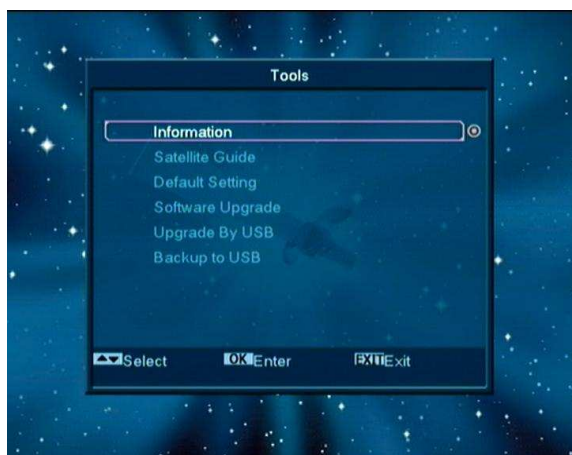 Tools
Information
Satellite Guide
Default Setting
Software Upgrade
Upgrade By USB
Backup to USB
Select OK Enter EXIT Exit